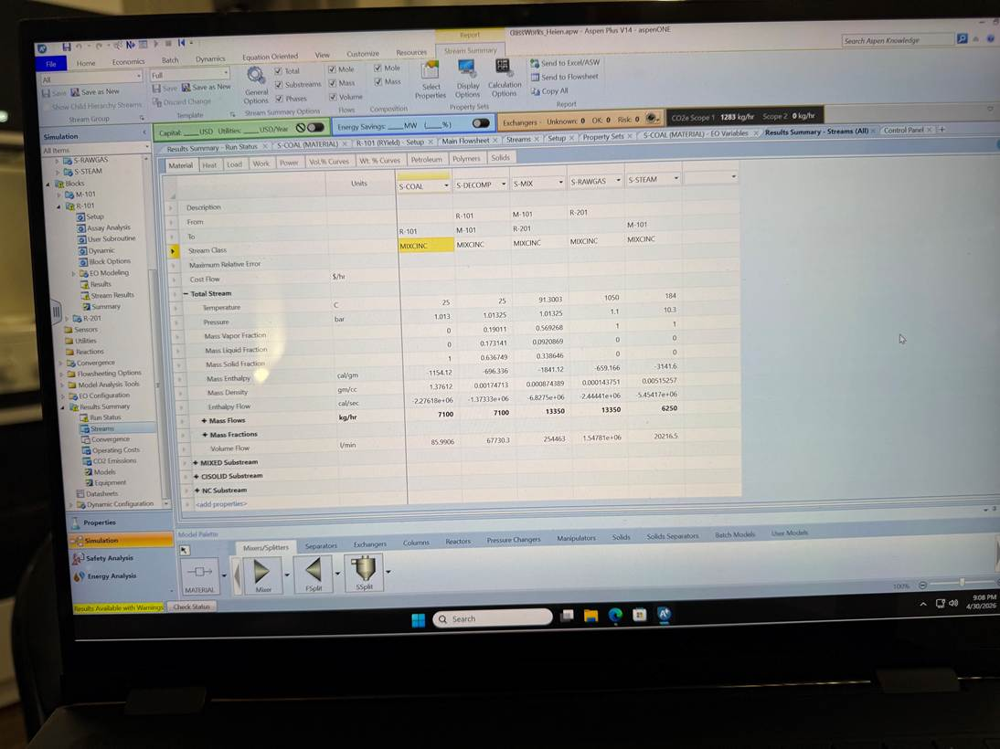 Report
GlassWorks_Helen.apw - Aspen Plus V14 - aspenONE
File Home Economics Batch Dynamics Equation Oriented View Customize Resources Stream Summary
Search Aspen Knowledge
All
Save Save as New
Show Child Hierarchy Streams
Stream Group
Full
Save Save as New
Discard Change
Template
General Options
Total
Substreams
Phases
Stream Summary Options
Mole
Mass
Volume
Flows
Mole
Mass
Composition
Select Properties
Display Options
Calculation Options
Property Sets
Send to Excel/ASW
Send to Flowsheet
Copy All
Report
Capital: ____USD Utilities: ____USD/Year
Energy Savings: ____MW (____%)
Exchangers - Unknown: 0 OK: 0 Risk: 0
CO2e Scope 1 1283 kg/hr Scope 2 0 kg/hr
Results Summary - Run Status × S-COAL (MATERIAL) × R-101 (RYield) - Setup × Main Flowsheet × Streams × Setup × Property Sets × S-COAL (MATERIAL) - EO Variables × Results Summary - Streams (All) × Control Panel × +
Simulation
All Items
S-RAWGAS
S-STEAM
Blocks
M-101
R-101
Setup
Assay Analysis
User Subroutine
Dynamic
Block Options
EO Modeling
Results
Stream Results
Summary
R-201
Sensors
Utilities
Reactions
Convergence
Flowsheeting Options
Model Analysis Tools
EO Configuration
Results Summary
Run Status
Streams
Convergence
Operating Costs
CO2 Emissions
Models
Equipment
Datasheets
Dynamic Configuration
Properties
Simulation
Safety Analysis
Energy Analysis
Results Available with Warnings Check Status
Material Heat Load Work Power Vol.% Curves Wt. % Curves Petroleum Polymers Solids
Units S-COAL S-DECOMP S-MIX S-RAWGAS S-STEAM
Description
From R-101 M-101 R-201
To R-101 M-101 R-201 M-101
Stream Class MIXCINC MIXCINC MIXCINC MIXCINC MIXCINC
Maximum Relative Error
Cost Flow $/hr
Total Stream
Temperature C 25 25 91.3003 1050 184
Pressure bar 1.013 1.01325 1.01325 1.1 10.3
Mass Vapor Fraction 0 0.19011 0.569268 1 1
Mass Liquid Fraction 0 0.173141 0.0920869 0 0
Mass Solid Fraction 1 0.636749 0.338646 0 0
Mass Enthalpy cal/gm -1154.12 -696.336 -1841.12 -659.166 -3141.6
Mass Density gm/cc 1.37612 0.00174713 0.000874389 0.000143751 0.00515257
Enthalpy Flow cal/sec -2.27618e+06 -1.37333e+06 -6.8275e+06 -2.44441e+06 -5.45417e+06
Mass Flows kg/hr 7100 7100 13350 13350 6250
Mass Fractions
Volume Flow l/min 85.9906 67730.3 254463 1.54781e+06 20216.5
MIXED Substream
CISOLID Substream
NC Substream
<add properties>
Model Palette
Mixers/Splitters Separators Exchangers Columns Reactors Pressure Changers Manipulators Solids Solids Separators Batch Models User Models
MATERIAL Mixer FSplit SSplit
100%
Search
9:08 PM
4/30/2026